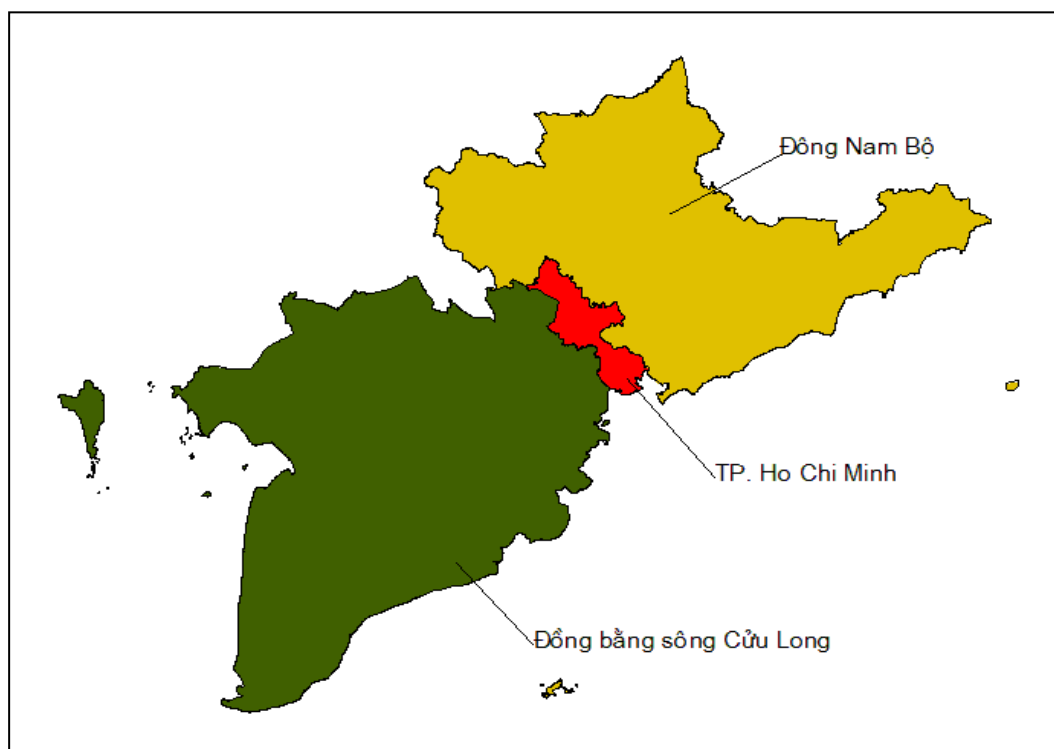 Đông Nam Bộ
TP. Ho Chi Minh
Đồng bằng sông Cửu Long